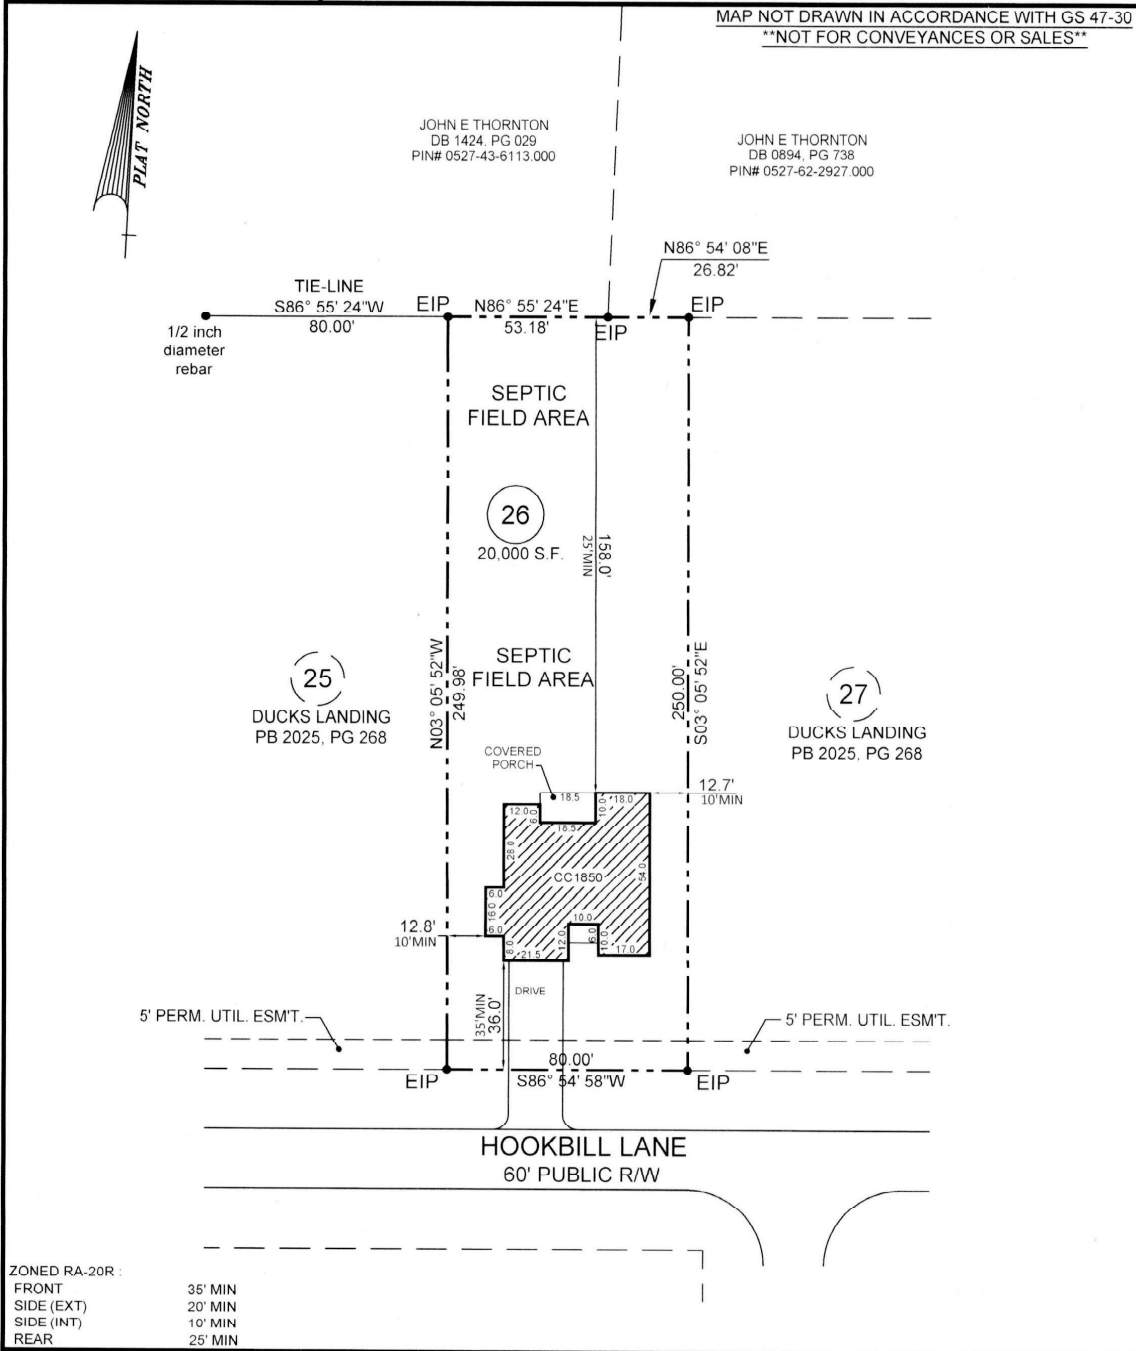 MAP NOT DRAWN IN ACCORDANCE WITH GS 47-30
**NOT FOR CONVEYANCES OR SALES**
PLAT NORTH
JOHN E THORNTON
DB 1424, PG 029
PIN# 0527-43-6113.000
JOHN E THORNTON
DB 0894, PG 738
PIN# 0527-62-2927.000
N86° 54' 08"E
26.82'
TIE-LINE
S86° 55' 24"W
80.00'
EIP
N86° 55' 24"E
53.18'
EIP
EIP
1/2 inch
diameter
rebar
SEPTIC
FIELD AREA
26
20,000 S.F.
158.0'
25'MIN
SEPTIC
FIELD AREA
N03° 05' 52"W
249.98'
250.00'
S03° 05' 52"E
25
DUCKS LANDING
PB 2025, PG 268
27
DUCKS LANDING
PB 2025, PG 268
COVERED
PORCH
12.7'
10'MIN
18.5
12.0
6.0
10.0
18.0
18.5
28.0
54.0
CC1850
6.0
16.0
6.0
12.8'
10'MIN
10.0
8.0
21.5
12.0
6.0
10.0
17.0
DRIVE
35'MIN
36.0'
5' PERM. UTIL. ESM'T.
5' PERM. UTIL. ESM'T.
80.00'
EIP
S86° 54' 58"W
EIP
HOOKBILL LANE
60' PUBLIC R/W
ZONED RA-20R :
FRONT 35' MIN
SIDE (EXT) 20' MIN
SIDE (INT) 10' MIN
REAR 25' MIN